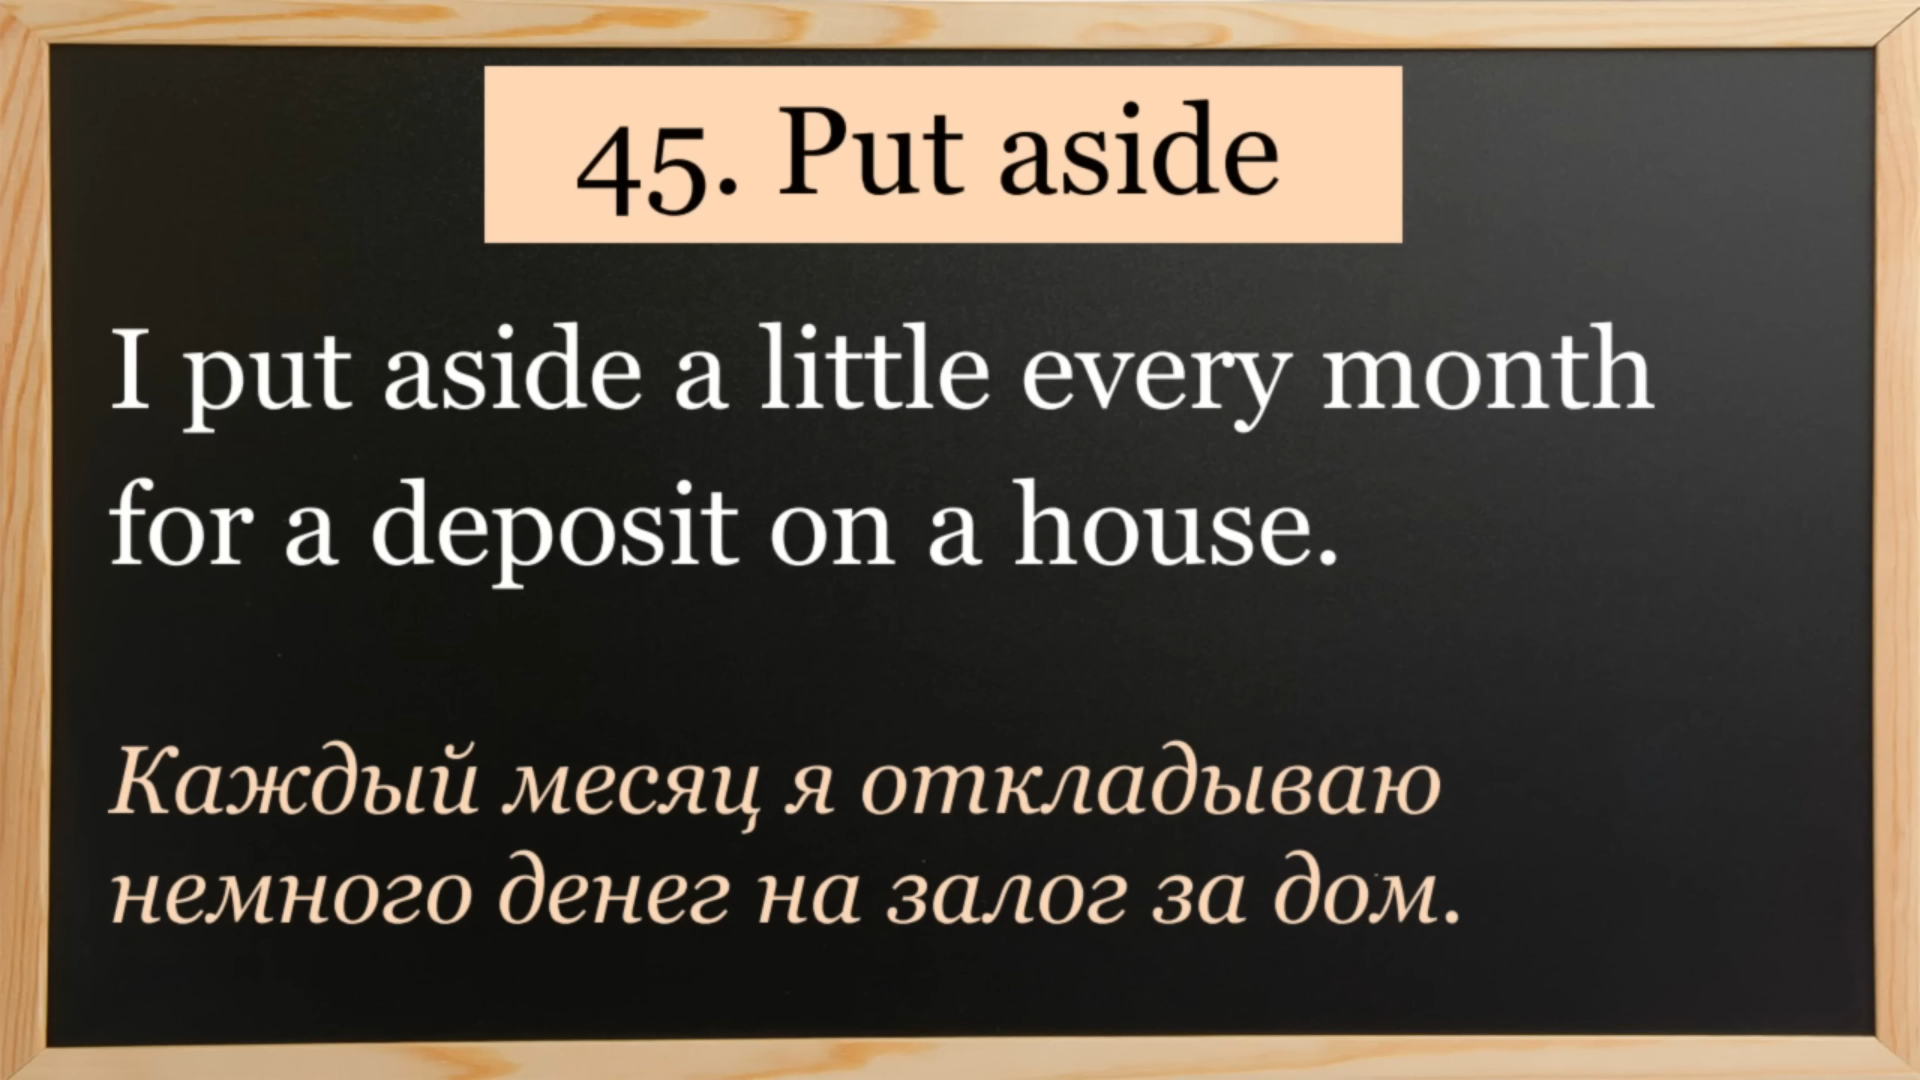 45. Put aside
I put aside a little every month
for a deposit on a house.
Каждый месяц я откладываю
немного денег на залог за дом.